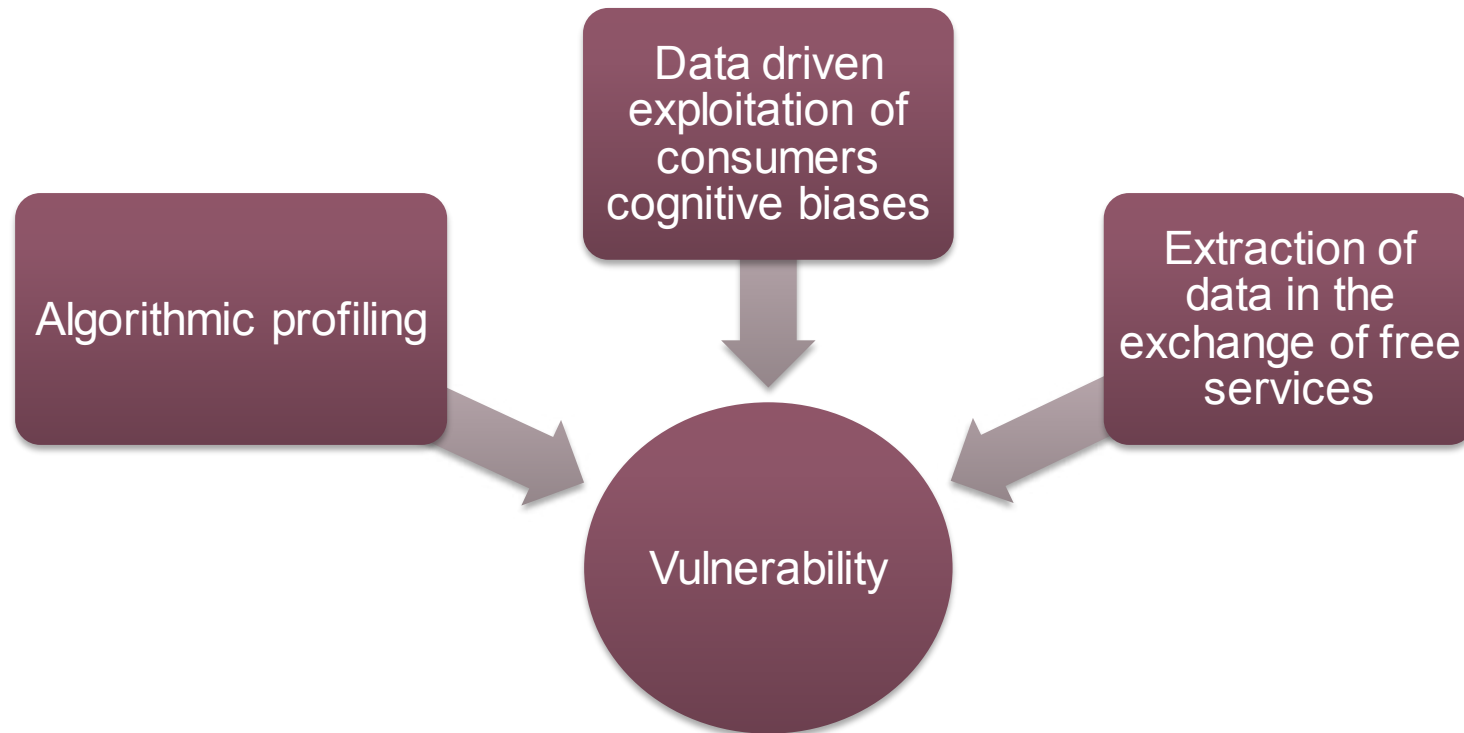 Data driven
exploitation of
consumers
cognitive biases
Algorithmic profiling
Extraction of
data in the
exchange of free
services
Vulnerability